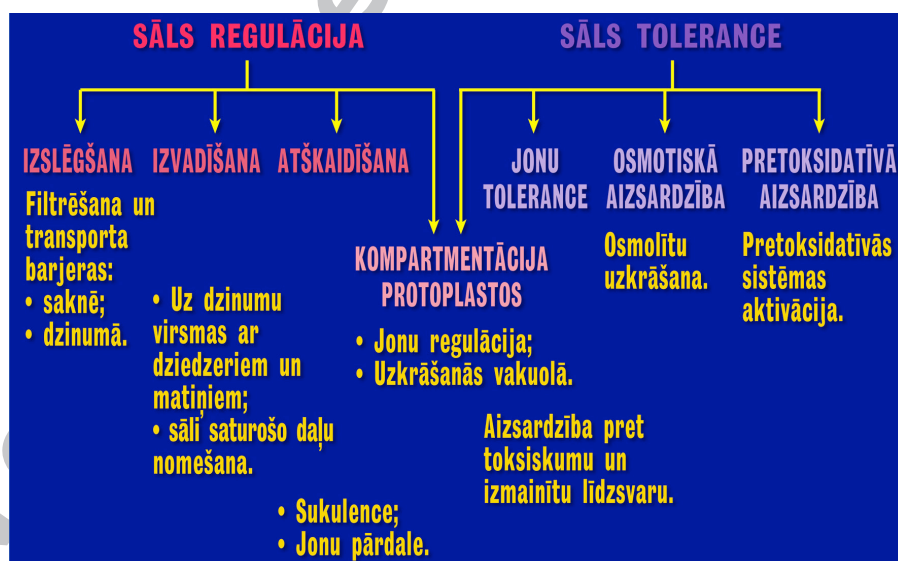 SĀLS REGULĀCIJA
SĀLS TOLERANCE
IZSLĒGŠANA
IZVADĪŠANA
ATŠKAIDĪŠANA
JONU
TOLERANCE
OSMOTISKĀ
AIZSARDZĪBA
PRETOKSIDATĪVĀ
AIZSARDZĪBA
Filtrēšana un
transporta
barjeras:
• saknē;
• dzinumā.
• Uz dzinumu
virsmas ar
dziedzeriem un
matiņiem;
• sāli saturošo daļu
nomešana.
• Sukulence;
• Jonu pārdale.
KOMPARTMENTĀCIJA
PROTOPLASTOS
• Jonu regulācija;
• Uzkrāšanās vakuolā.
Aizsardzība pret
toksiskumu un
izmainītu līdzsvaru.
Osmolītu
uzkrāšana.
Pretoksidatīvās
sistēmas
aktivācija.